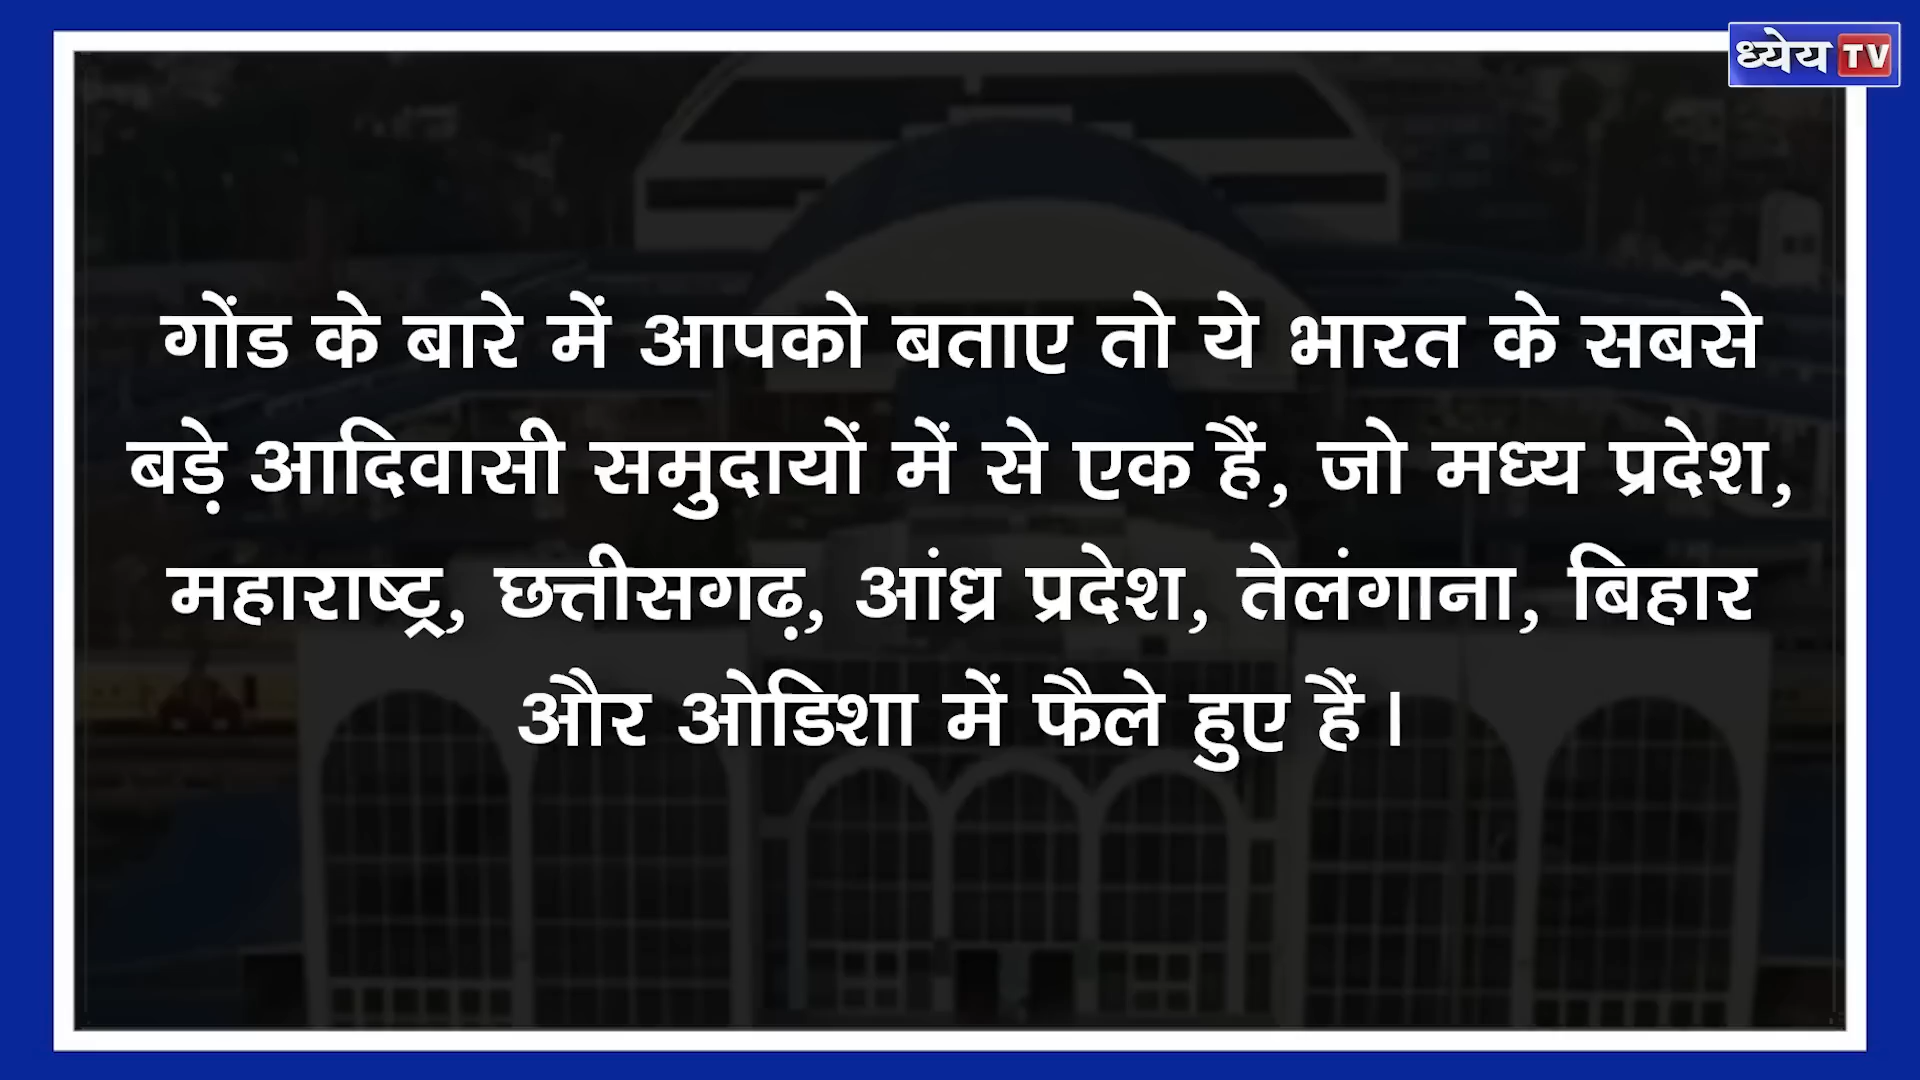 ध्येय TV
गोंड के बारे में आपको बताए तो ये भारत के सबसे
बड़े आदिवासी समुदायों में से एक हैं, जो मध्य प्रदेश,
महाराष्ट्र, छत्तीसगढ़, आंध्र प्रदेश, तेलंगाना, बिहार
और ओडिशा में फैले हुए हैं।